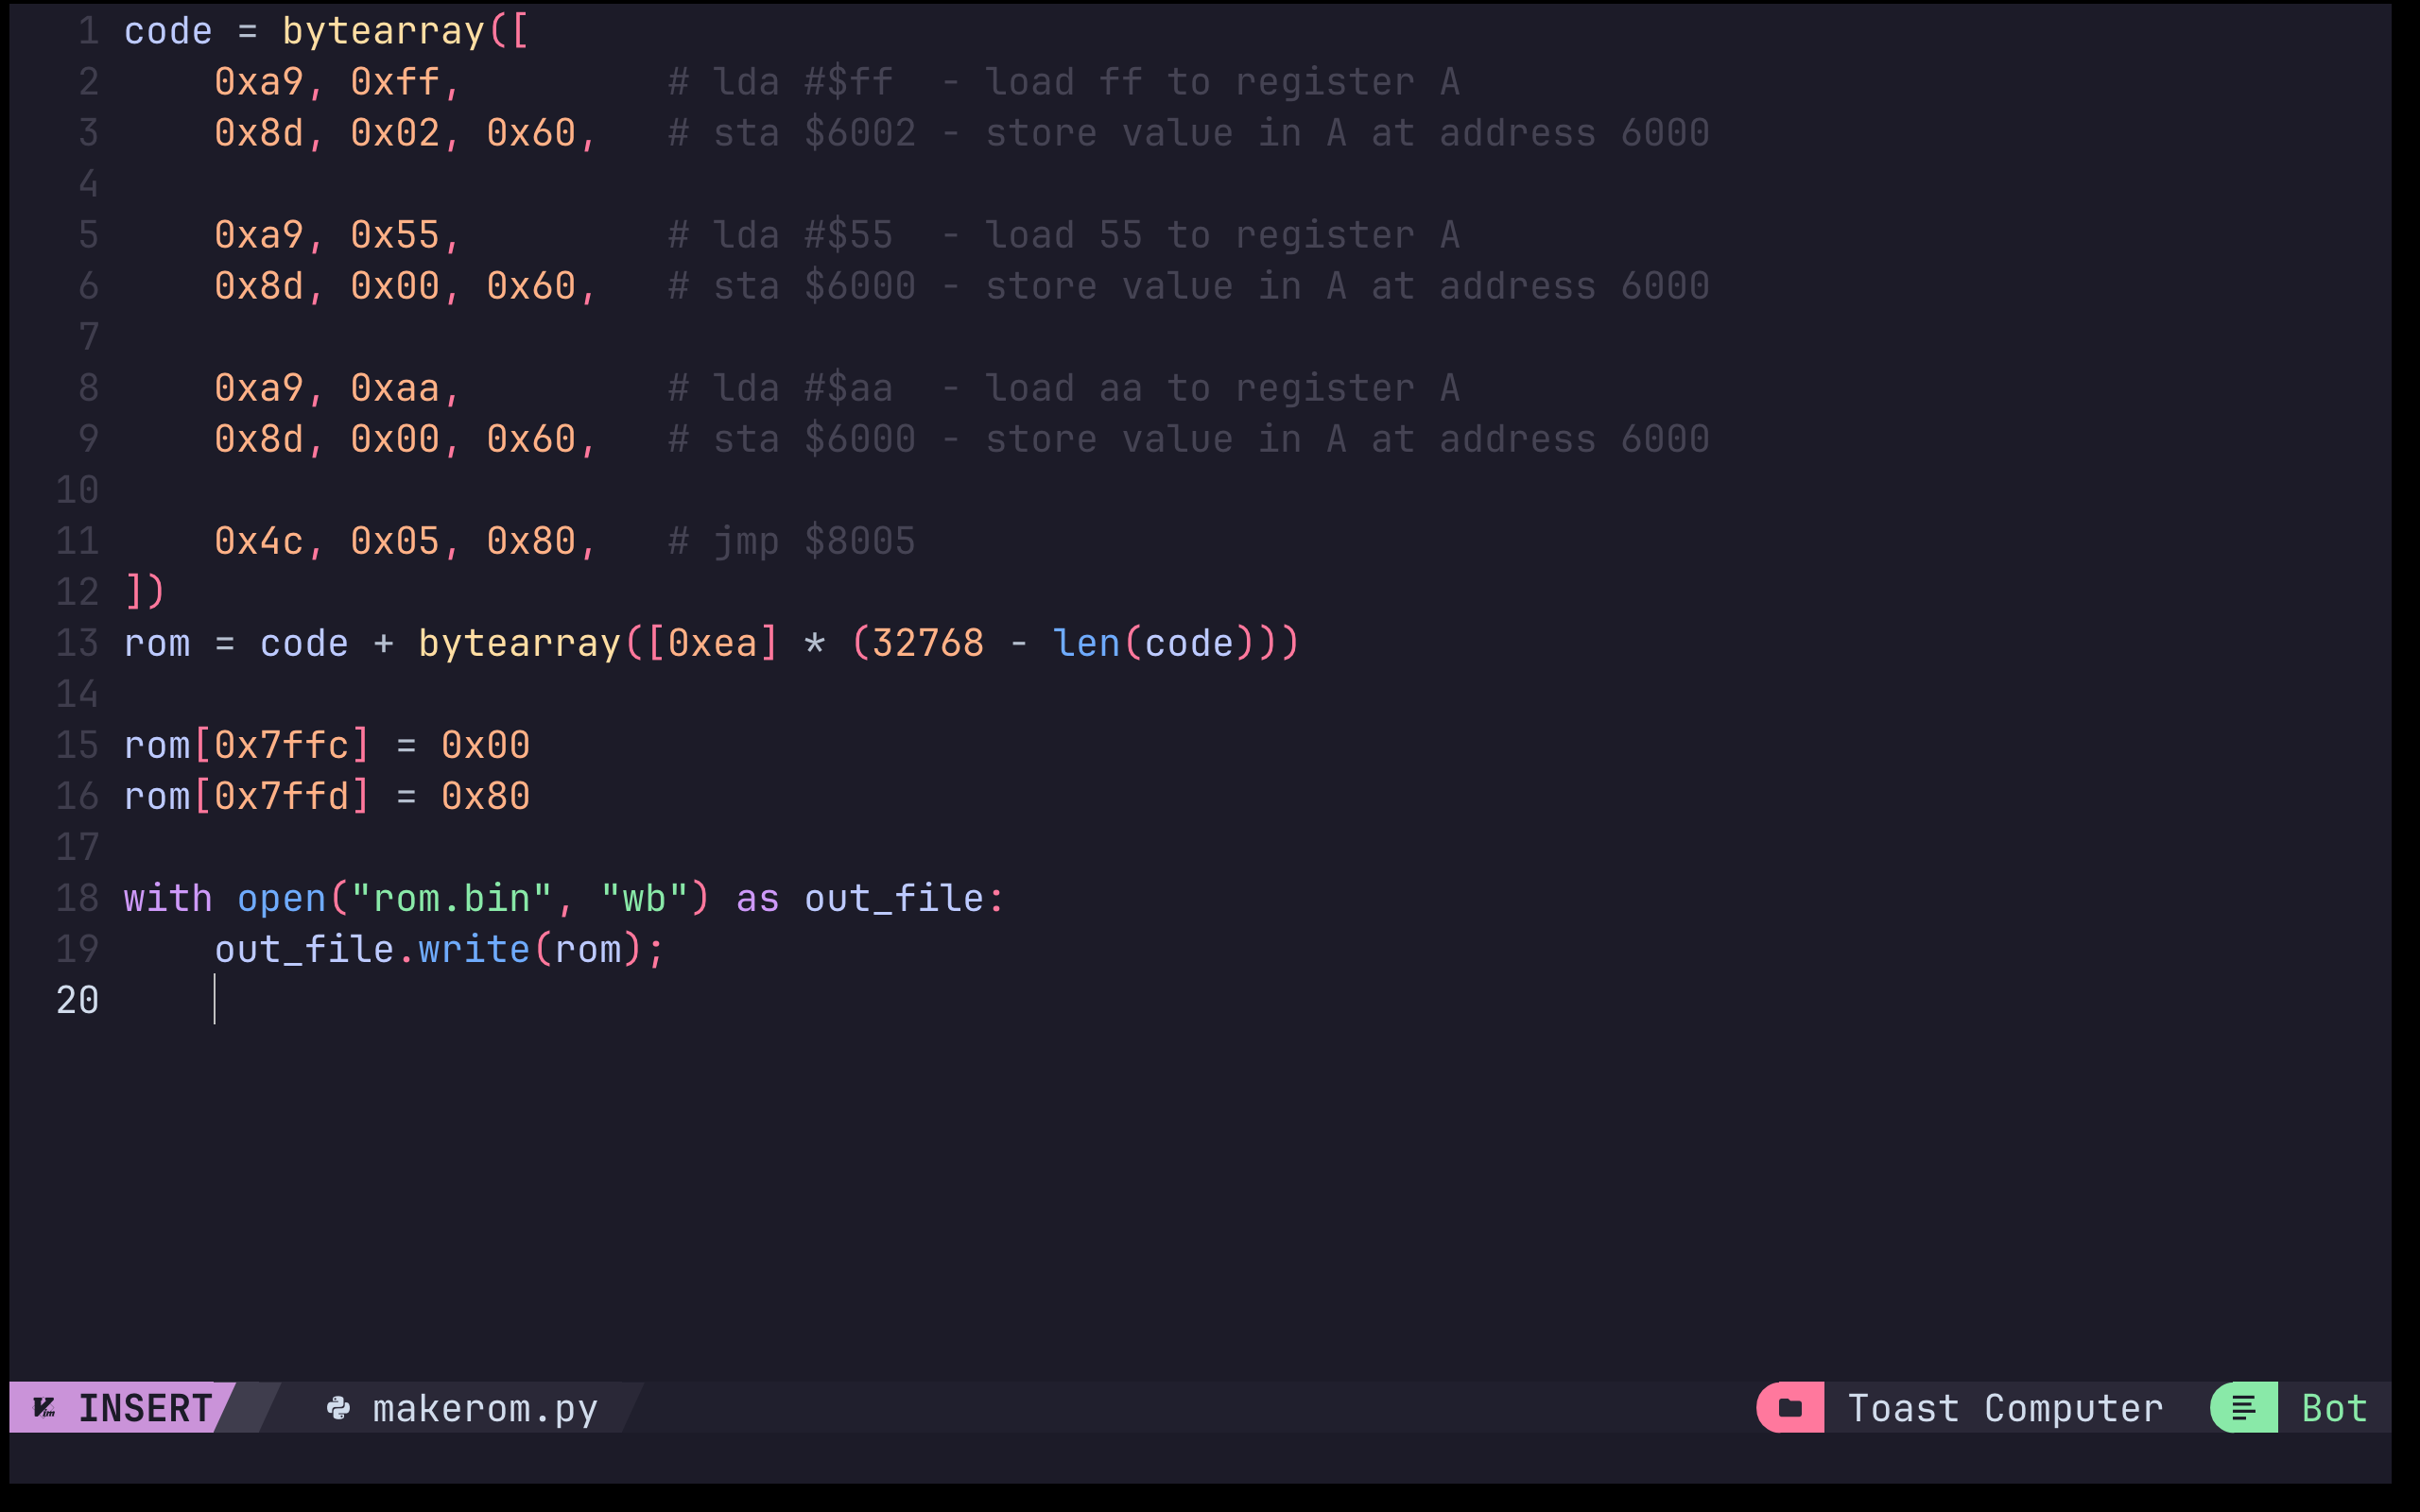 1 code = bytearray([
2     0xa9, 0xff,         # lda #$ff  - load ff to register A
3     0x8d, 0x02, 0x60,   # sta $6002 - store value in A at address 6000
4
5     0xa9, 0x55,         # lda #$55  - load 55 to register A
6     0x8d, 0x00, 0x60,   # sta $6000 - store value in A at address 6000
7
8     0xa9, 0xaa,         # lda #$aa  - load aa to register A
9     0x8d, 0x00, 0x60,   # sta $6000 - store value in A at address 6000
10
11     0x4c, 0x05, 0x80,   # jmp $8005
12 ])
13 rom = code + bytearray([0xea] * (32768 - len(code)))
14
15 rom[0x7ffc] = 0x00
16 rom[0x7ffd] = 0x80
17
18 with open("rom.bin", "wb") as out_file:
19     out_file.write(rom);
20
INSERT makerom.py Toast Computer Bot